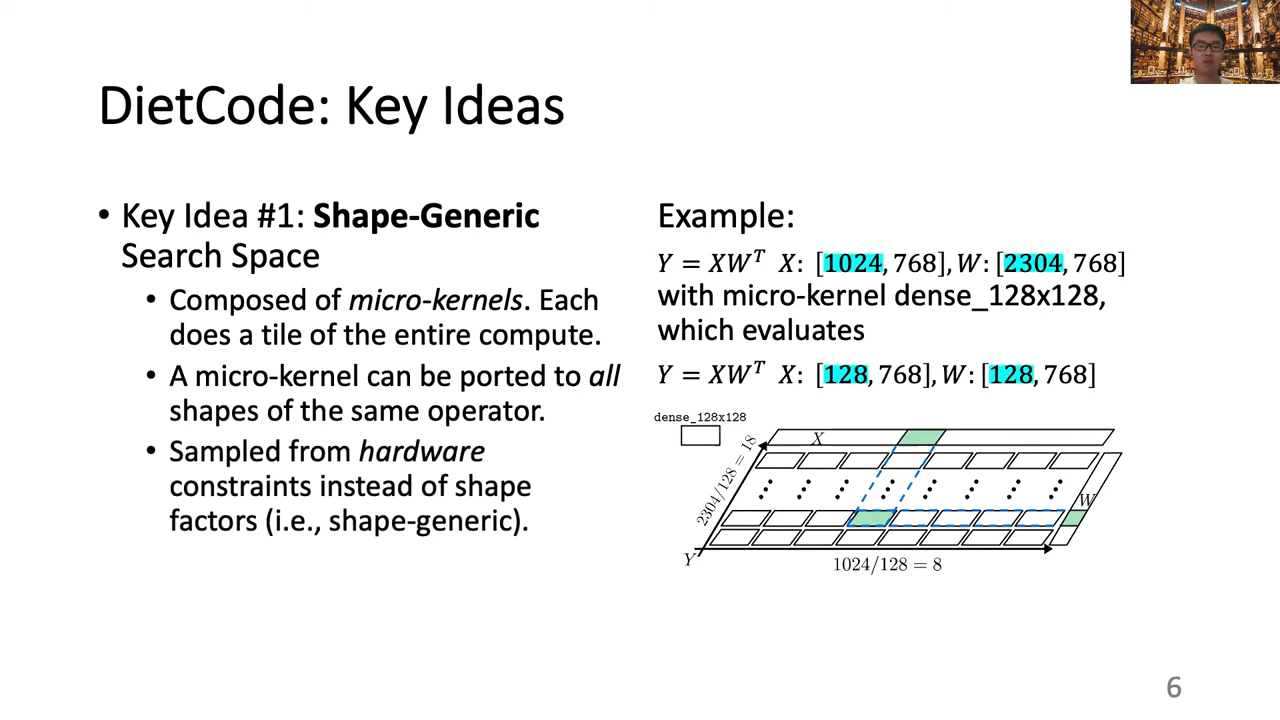 DietCode: Key Ideas
• Key Idea #1: Shape-Generic
Search Space
• Composed of micro-kernels. Each
does a tile of the entire compute.
• A micro-kernel can be ported to all
shapes of the same operator.
• Sampled from hardware
constraints instead of shape
factors (i.e., shape-generic).
Example:
Y = XWᵀ X: [1024, 768], W: [2304, 768]
with micro-kernel dense_128x128,
which evaluates
Y = XWᵀ X: [128, 768], W: [128, 768]
dense_128x128
X
2304/128 = 18
W
Y
1024/128 = 8
6